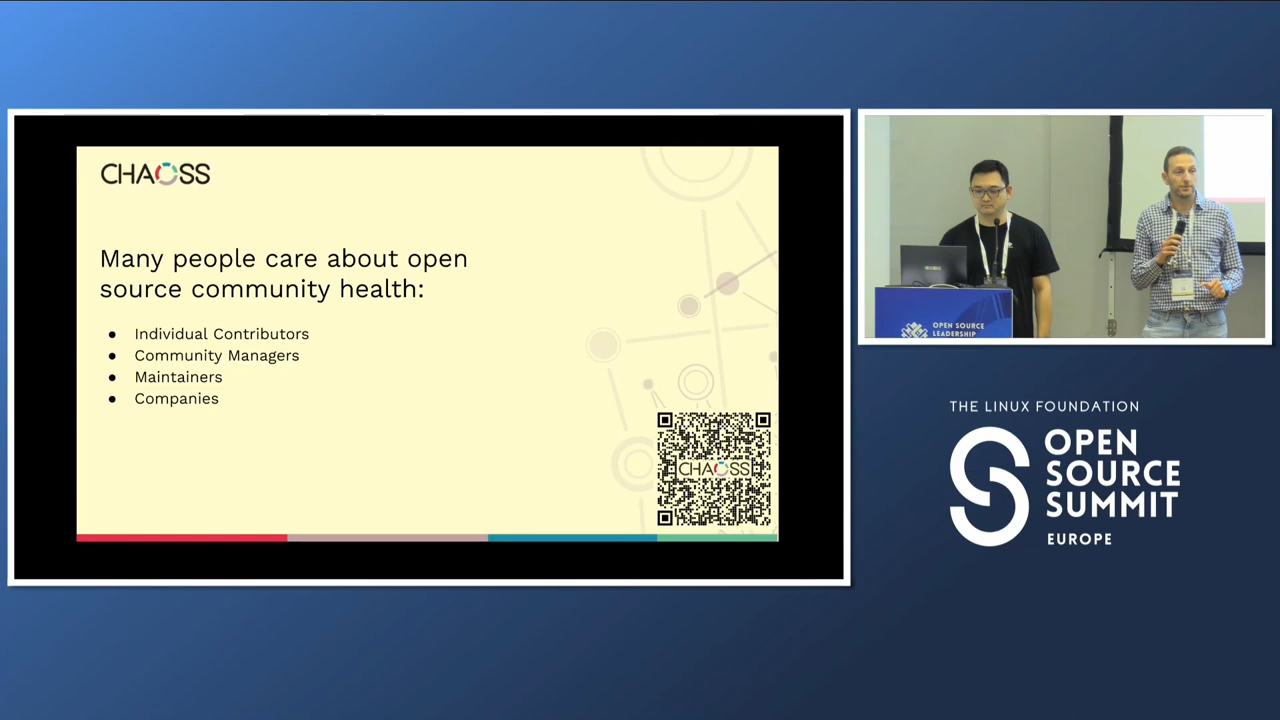 CHAOSS
Many people care about open
source community health:
● Individual Contributors
● Community Managers
● Maintainers
● Companies
CHAOSS
OPEN SOURCE
LEADERSHIP
THE LINUX FOUNDATION
OPEN
SOURCE
SUMMIT
EUROPE